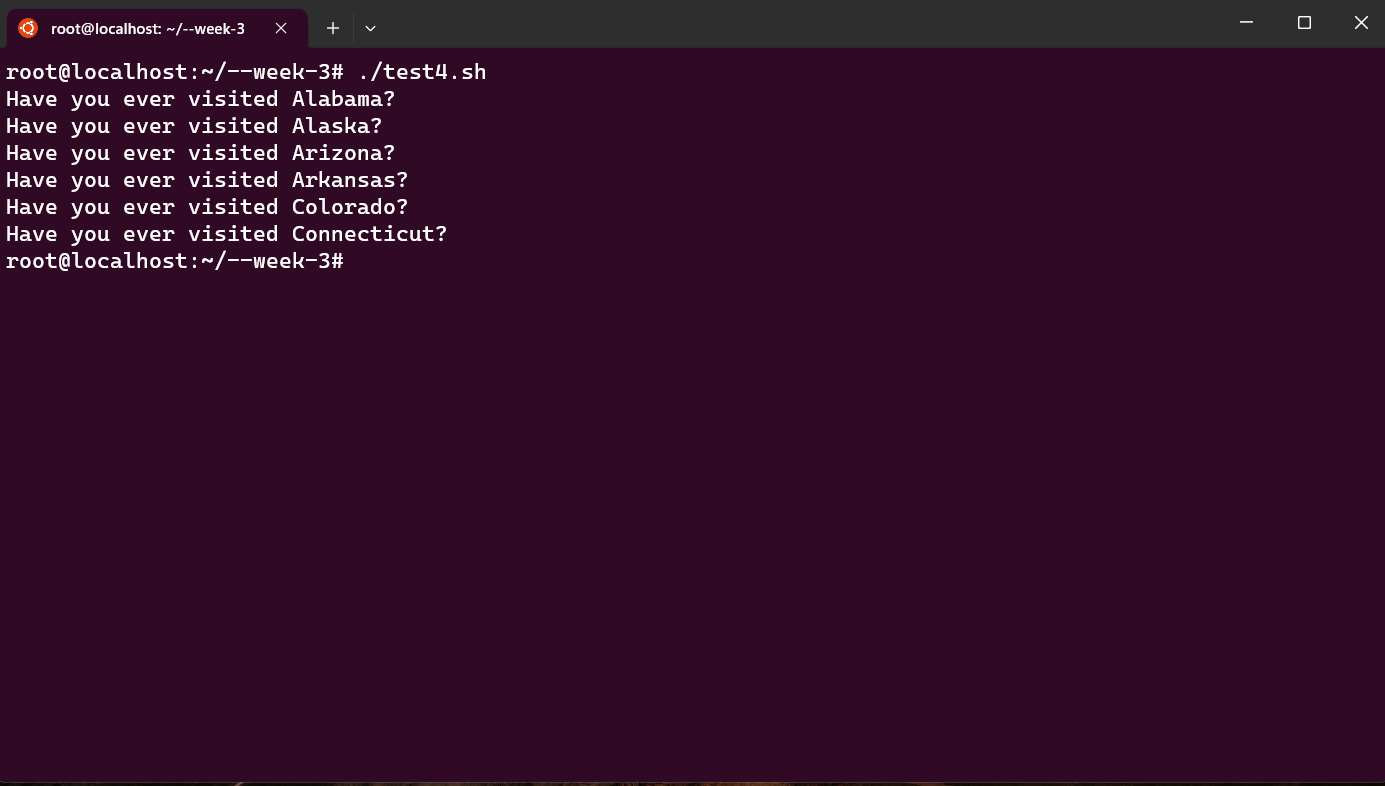 root@localhost: ~/--week-3
root@localhost:~/--week-3# ./test4.sh
Have you ever visited Alabama?
Have you ever visited Alaska?
Have you ever visited Arizona?
Have you ever visited Arkansas?
Have you ever visited Colorado?
Have you ever visited Connecticut?
root@localhost:~/--week-3#